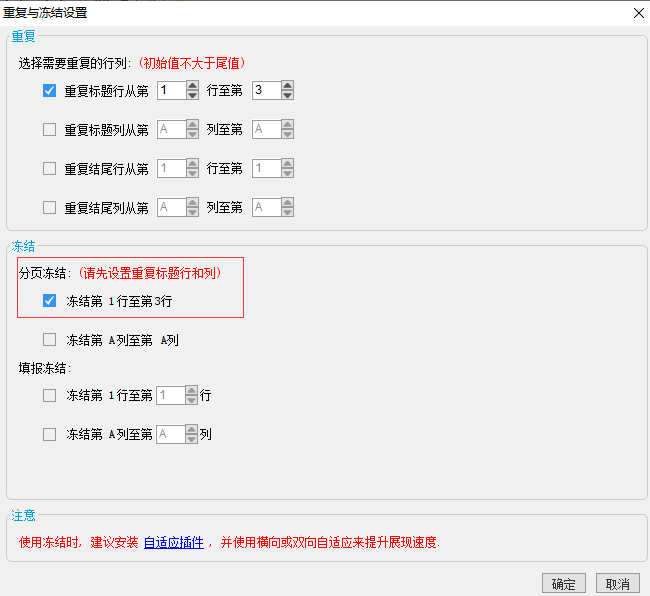 重复与冻结设置
重复
选择需要重复的行列：(初始值不大于尾值)
重复标题行从第 1 行至第 3
重复标题列从第 A 列至第 A
重复结尾行从第 1 行至第 1
重复结尾列从第 A 列至第 A
冻结
分页冻结：(请先设置重复标题行和列)
冻结第 1 行至第 3行
冻结第 A 列至第 A列
填报冻结：
冻结第 1 行至第 1 行
冻结第 A 列至第 A 列
注意
使用冻结时，建议安装 自适应插件 ，并使用横向或双向自适应来提升展现速度.
确定 取消